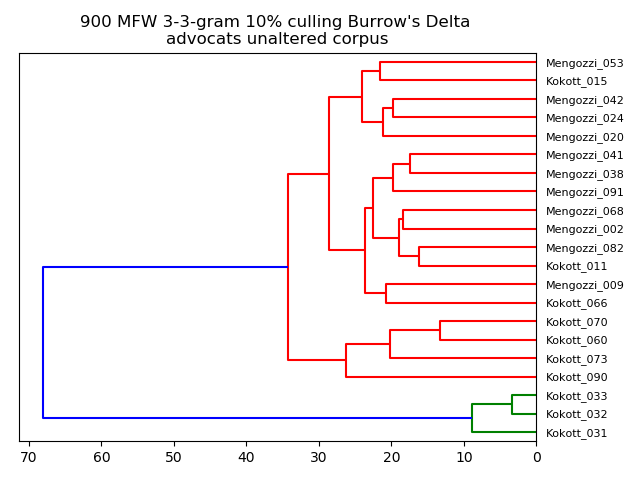 900 MFW 3-3-gram 10% culling Burrow's Delta
advocats unaltered corpus
Mengozzi_053
Kokott_015
Mengozzi_042
Mengozzi_024
Mengozzi_020
Mengozzi_041
Mengozzi_038
Mengozzi_091
Mengozzi_068
Mengozzi_002
Mengozzi_082
Kokott_011
Mengozzi_009
Kokott_066
Kokott_070
Kokott_060
Kokott_073
Kokott_090
Kokott_033
Kokott_032
Kokott_031
70 60 50 40 30 20 10 0